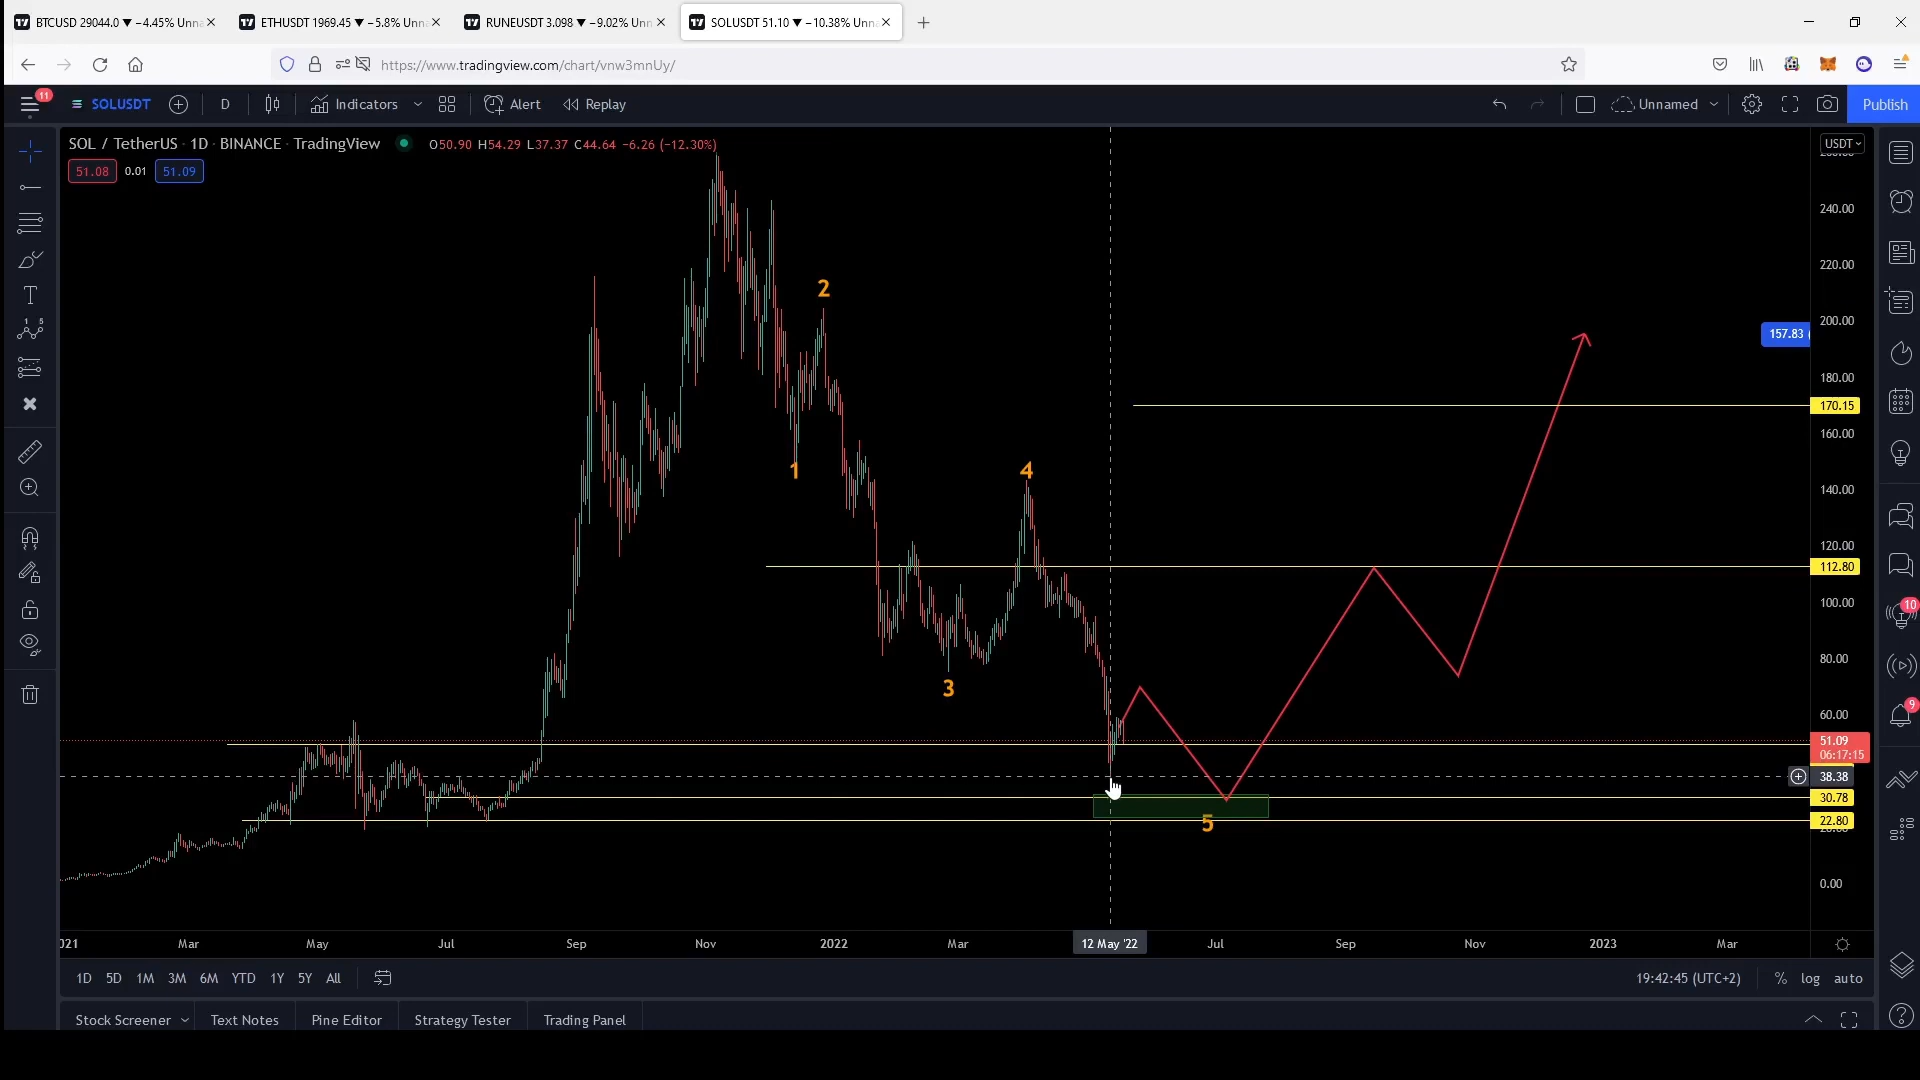 BTCUSD 29044.0 ▼ −4.45% Unna
ETHUSDT 1969.45 ▼ −5.8% Unn
RUNEUSDT 3.098 ▼ −9.02% Unn
SOLUSDT 51.10 ▼ −10.38% Unna
https://www.tradingview.com/chart/vnw3mnUy/
11
SOLUSDT
D
Indicators
Alert
Replay
Unnamed
Publish
SOL / TetherUS · 1D · BINANCE · TradingView
O50.90 H54.29 L37.37 C44.64 −6.26 (−12.30%)
USDT
51.08
0.01
51.09
240.00
220.00
2
200.00
157.83
180.00
170.15
160.00
1
4
140.00
120.00
112.80
100.00
10
80.00
3
60.00
9
51.09
06:17:15
38.38
30.78
22.80
5
0.00
021
Mar
May
Jul
Sep
Nov
2022
Mar
12 May '22
Jul
Sep
Nov
2023
Mar
1D
5D
1M
3M
6M
YTD
1Y
5Y
All
19:42:45 (UTC+2)
%
log
auto
Stock Screener
Text Notes
Pine Editor
Strategy Tester
Trading Panel